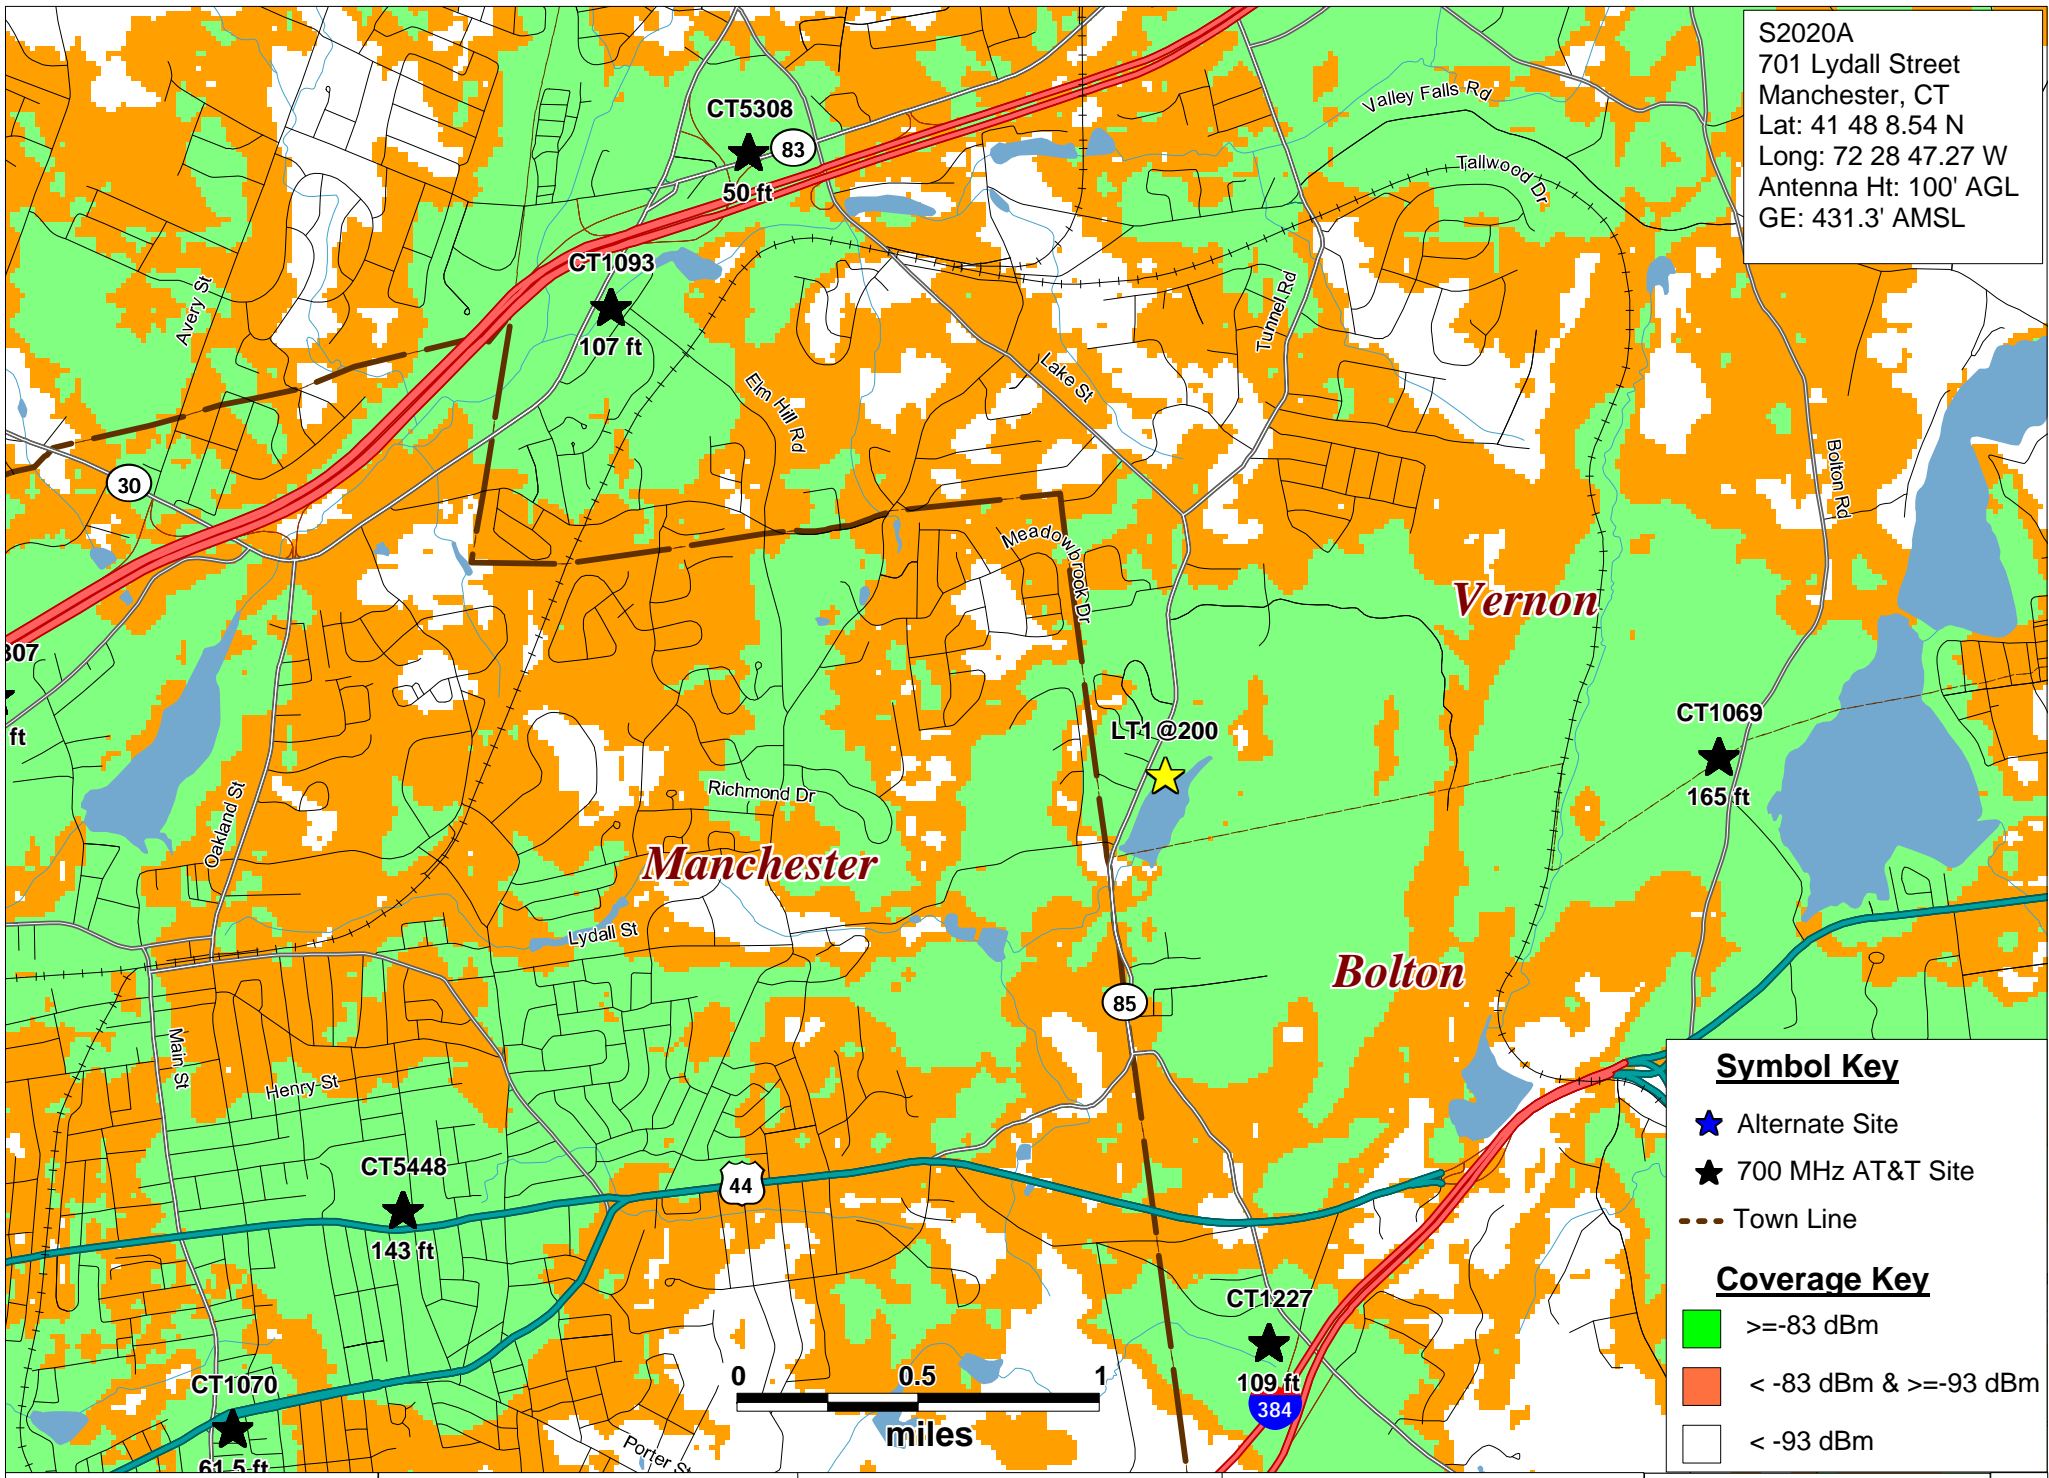 S2020A
701 Lydall Street
Manchester, CT
Lat: 41 48 8.54 N
Long: 72 28 47.27 W
Antenna Ht: 100' AGL
GE: 431.3' AMSL
Valley Falls Rd
CT5308
83
50 ft
Tallwood Dr
CT1093
107 ft
Avery St
Tunnel Rd
Lake St
Elm Hill Rd
Bolton Rd
30
Meadowbrook Dr
Vernon
307
ft
LT1@200
CT1069
165 ft
Richmond Dr
Oakland St
Manchester
Lydall St
Bolton
85
Main St
Henry St
CT5448
143 ft
44
CT1227
109 ft
384
CT1070
61.5 ft
Porter St
0 0.5 1
miles
Symbol Key
Alternate Site
700 MHz AT&T Site
Town Line
Coverage Key
>=-83 dBm
< -83 dBm & >=-93 dBm
< -93 dBm